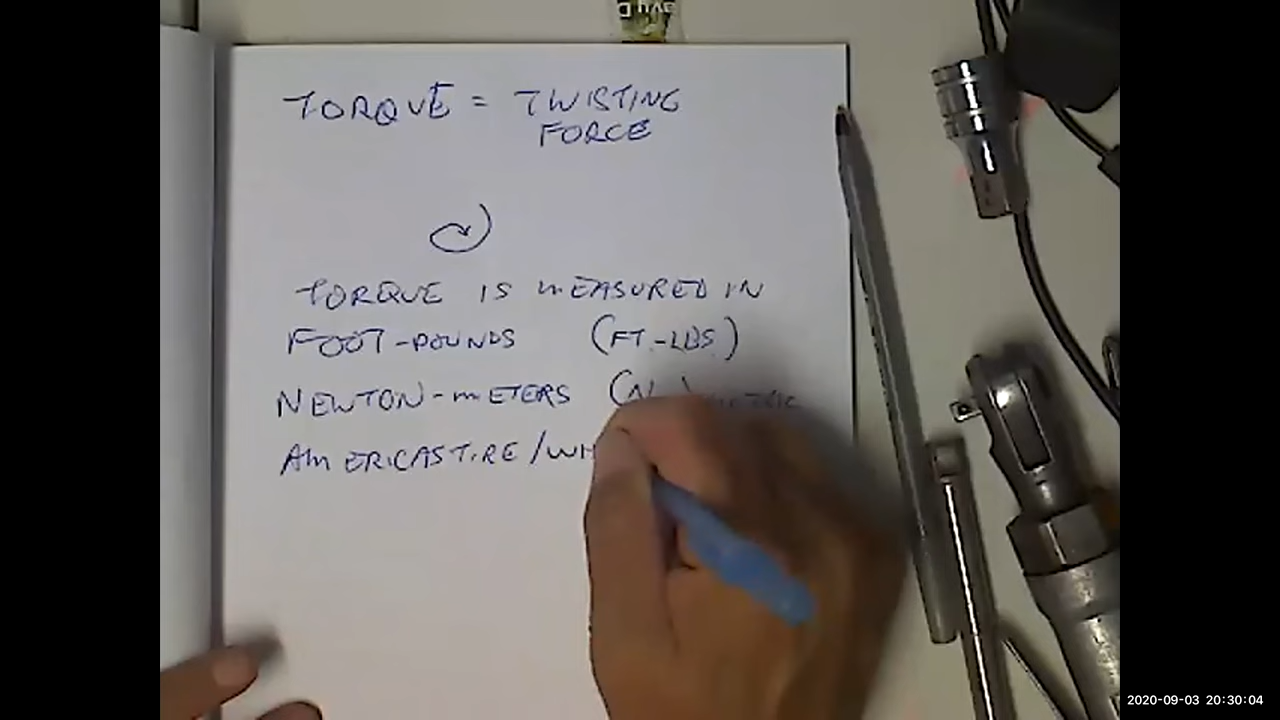 TORQUE = TWISTING
FORCE
TORQUE IS MEASURED IN
FOOT-POUNDS (FT-LBS)
NEWTON-METERS (N
AMERICASTIRE/WH
2020-09-03 20:30:04